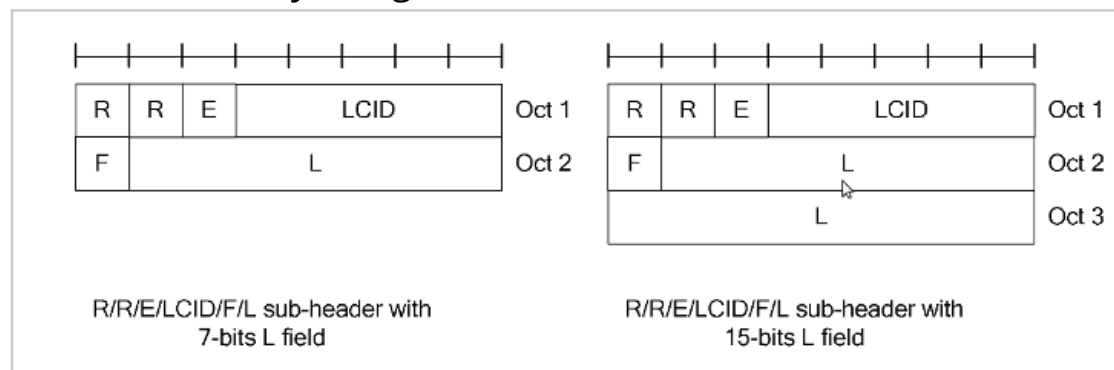 R R E LCID Oct 1
F L Oct 2
R/R/E/LCID/F/L sub-header with
7-bits L field
R R E LCID Oct 1
F L Oct 2
L Oct 3
R/R/E/LCID/F/L sub-header with
15-bits L field